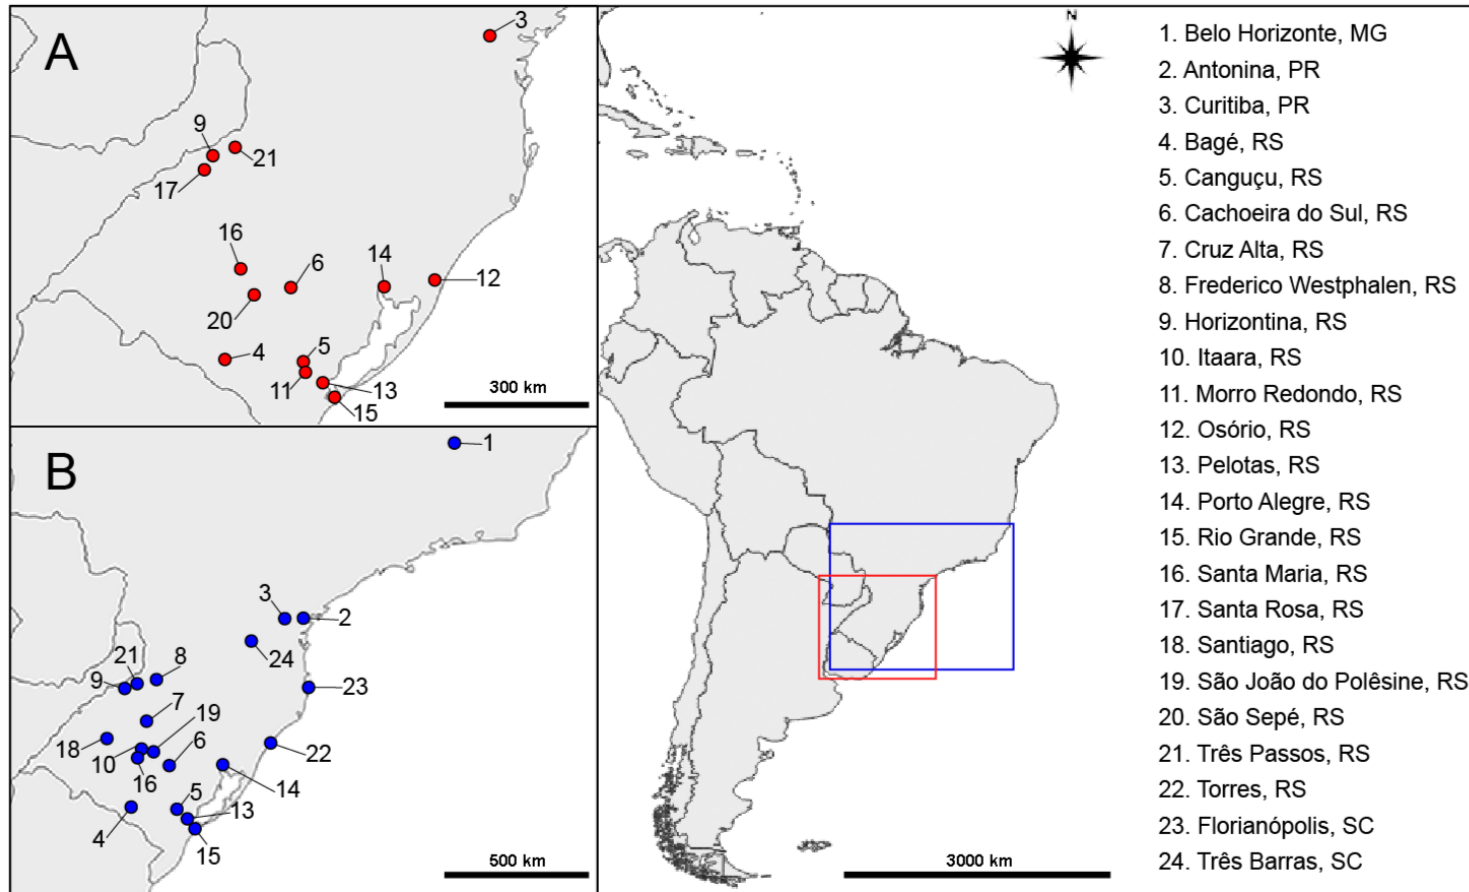 A
3
9
21
17
16
6
14
12
20
4
5
11
13
15
300 km
B
1
3
2
24
21
8
9
23
7
19
18
6
10
22
16
14
5
4
13
15
500 km
N
3000 km
1. Belo Horizonte, MG
2. Antonina, PR
3. Curitiba, PR
4. Bagé, RS
5. Canguçu, RS
6. Cachoeira do Sul, RS
7. Cruz Alta, RS
8. Frederico Westphalen, RS
9. Horizontina, RS
10. Itaara, RS
11. Morro Redondo, RS
12. Osório, RS
13. Pelotas, RS
14. Porto Alegre, RS
15. Rio Grande, RS
16. Santa Maria, RS
17. Santa Rosa, RS
18. Santiago, RS
19. São João do Polêsine, RS
20. São Sepé, RS
21. Três Passos, RS
22. Torres, RS
23. Florianópolis, SC
24. Três Barras, SC